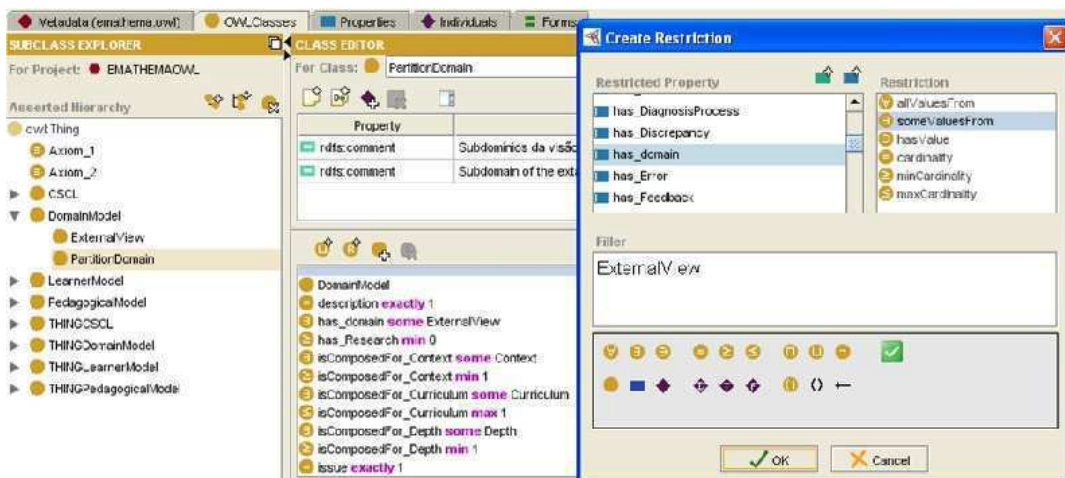 Metadata (emathema.owl)
OWLClasses
Properties
Individuals
Forms
SUBCLASS EXPLORER
For Project: EMATHEMAOWL
Asserted Hierarchy
owl:Thing
Axiom_1
Axiom_2
CSCL
DomainModel
ExternalView
PartitionDomain
LearnerModel
PedagogicalModel
THINGCSCL
THINGDomainModel
THINGLearnerModel
THINGPedagogicalModel
CLASS EDITOR
For Class: PartitionDomain
Property
rdfs:comment Subdomínios da visão
rdfs:comment Subdomain of the exte
DomainModel
description exactly 1
has_domain some ExternalView
has_Research min 0
isComposedFor_Context some Context
isComposedFor_Context min 1
isComposedFor_Curriculum some Curriculum
isComposedFor_Curriculum max 1
isComposedFor_Depth some Depth
isComposedFor_Depth min 1
issue exactly 1
Create Restriction
Restricted Property
has_DiagnosisProcess
has_Discrepancy
has_domain
has_Error
has_Feedback
Restriction
allValuesFrom
someValuesFrom
hasValue
cardinality
minCardinality
maxCardinality
Filler
ExternalView
OK
Cancel